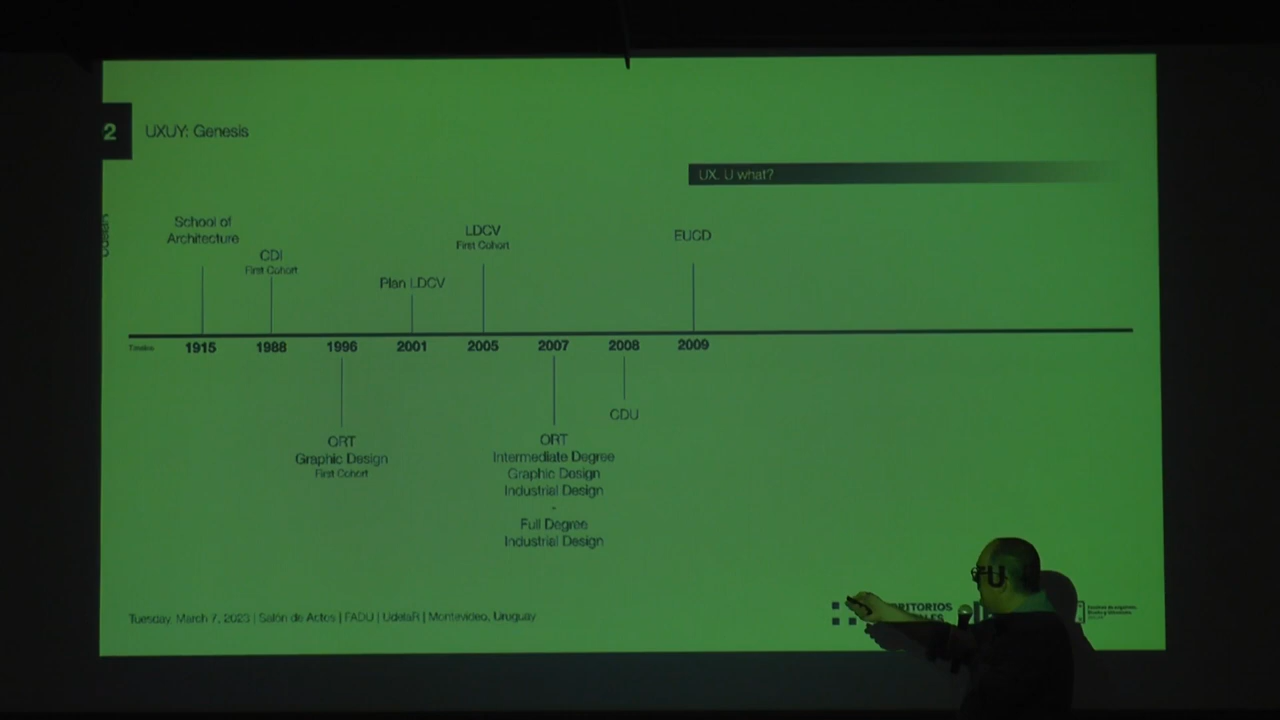 2
UXUY: Genesis
UX, U what?
UdelaR
School of
Architecture
CDI
First Cohort
Plan LDCV
LDCV
First Cohort
EUCD
Timeline
1915
1988
1996
2001
2005
2007
2008
2009
ORT
Graphic Design
First Cohort
ORT
Intermediate Degree
Graphic Design
Industrial Design
-
Full Degree
Industrial Design
CDU
Tuesday, March 7, 2023 | Salón de Actos | FADU | UdelaR | Montevideo, Uruguay